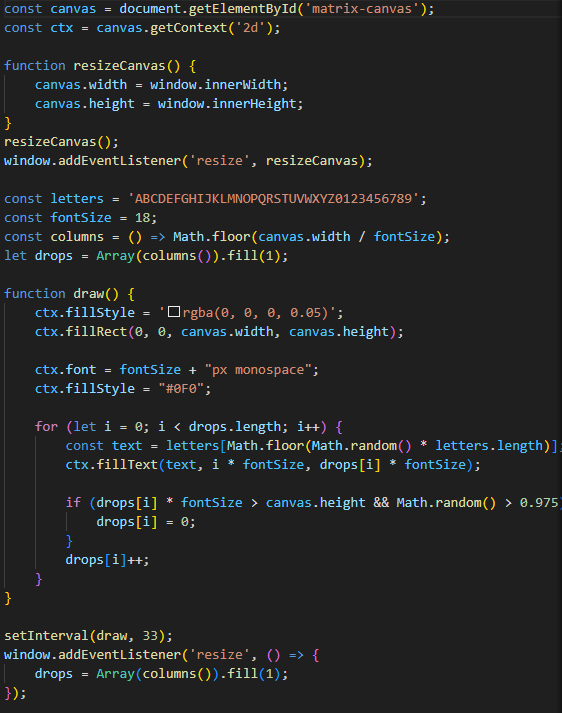 const canvas = document.getElementById('matrix-canvas');
const ctx = canvas.getContext('2d');

function resizeCanvas() {
    canvas.width = window.innerWidth;
    canvas.height = window.innerHeight;
}
resizeCanvas();
window.addEventListener('resize', resizeCanvas);

const letters = 'ABCDEFGHIJKLMNOPQRSTUVWXYZ0123456789';
const fontSize = 18;
const columns = () => Math.floor(canvas.width / fontSize);
let drops = Array(columns()).fill(1);

function draw() {
    ctx.fillStyle = 'rgba(0, 0, 0, 0.05)';
    ctx.fillRect(0, 0, canvas.width, canvas.height);

    ctx.font = fontSize + "px monospace";
    ctx.fillStyle = "#0F0";

    for (let i = 0; i < drops.length; i++) {
        const text = letters[Math.floor(Math.random() * letters.length)];
        ctx.fillText(text, i * fontSize, drops[i] * fontSize);

        if (drops[i] * fontSize > canvas.height && Math.random() > 0.975)
            drops[i] = 0;
        }
        drops[i]++;
    }
}

setInterval(draw, 33);
window.addEventListener('resize', () => {
    drops = Array(columns()).fill(1);
});